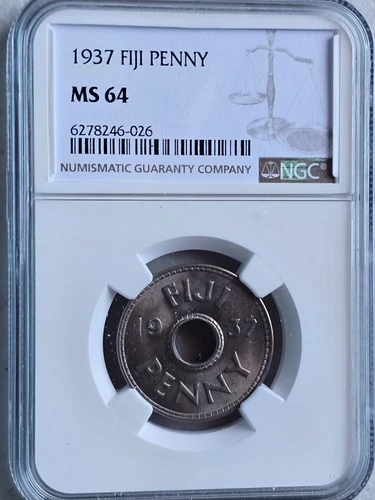 1937 FIJI PENNY
MS 64
6278246-026
NUMISMATIC GUARANTY COMPANY
NGC®
FIJI
19 37
PENNY